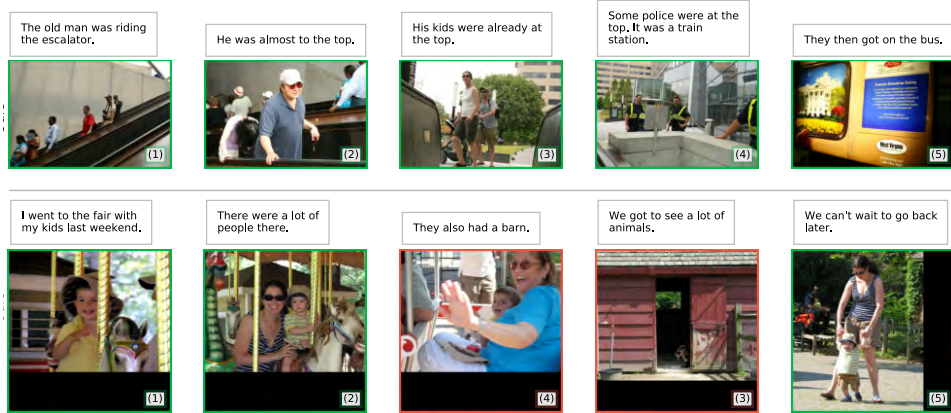 The old man was riding
the escalator.
He was almost to the top.
His kids were already at
the top.
Some police were at the
top. It was a train
station.
They then got on the bus.
(1)
(2)
(3)
(4)
West Virginia
(5)
I went to the fair with
my kids last weekend.
There were a lot of
people there.
They also had a barn.
We got to see a lot of
animals.
We can't wait to go back
later.
(1)
(2)
(4)
(3)
(5)